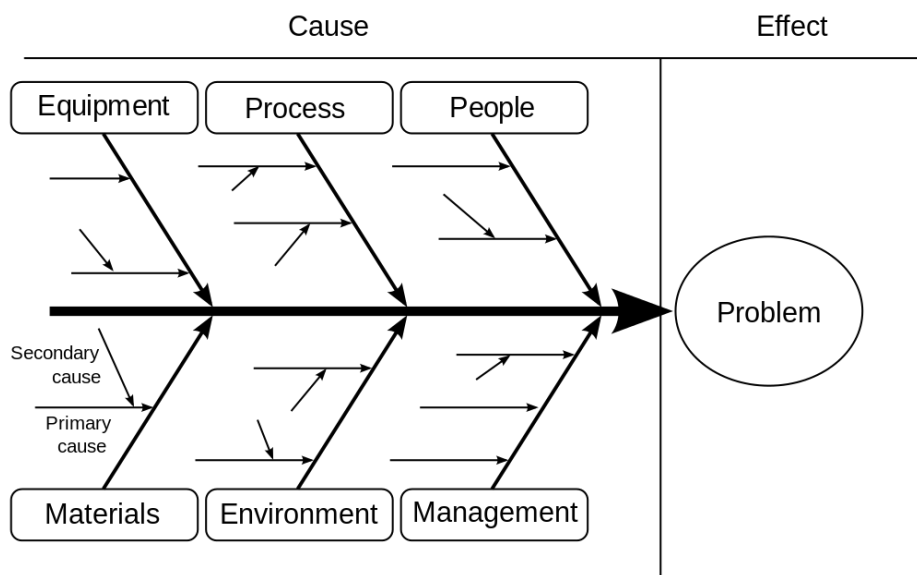 Cause
Effect
Equipment
Process
People
Problem
Secondary
cause
Primary
cause
Materials
Environment
Management